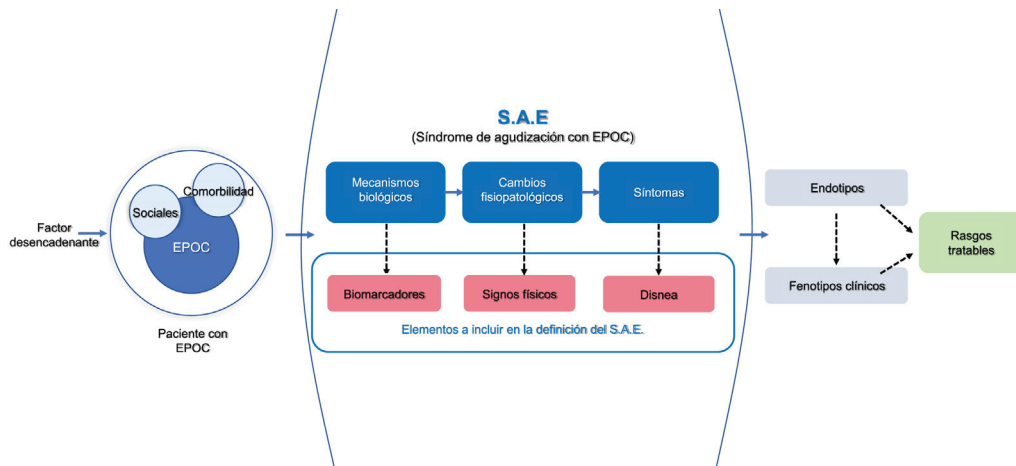 S.A.E
(Síndrome de agudización con EPOC)
Factor
desencadenante
Comorbilidad
Sociales
EPOC
Paciente con
EPOC
Mecanismos
biológicos
Cambios
fisiopatológicos
Síntomas
Biomarcadores
Signos físicos
Disnea
Elementos a incluir en la definición del S.A.E.
Endotipos
Fenotipos clínicos
Rasgos
tratables